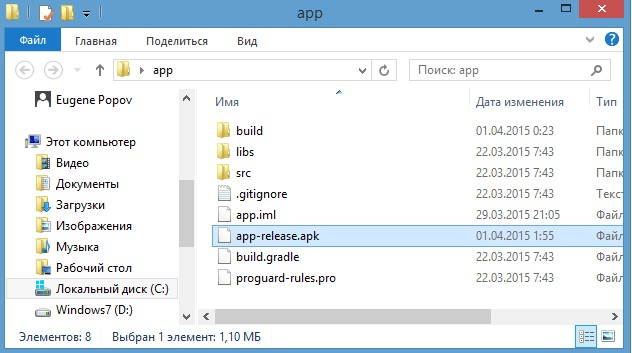 app
Файл
Главная
Поделиться
Вид
app
Поиск: app
Eugene Popov
Этот компьютер
Видео
Документы
Загрузки
Изображения
Музыка
Рабочий стол
Локальный диск (C:)
Windows7 (D:)
Имя Дата изменения Тип
build 01.04.2015 0:23 Папк
libs 22.03.2015 7:43 Папк
src 22.03.2015 7:43 Папк
.gitignore 22.03.2015 7:43 Текст
app.iml 29.03.2015 21:05 Файл
app-release.apk 01.04.2015 1:55 Файл
build.gradle 22.03.2015 7:43 Файл
proguard-rules.pro 22.03.2015 7:43 Файл
Элементов: 8 Выбран 1 элемент: 1,10 МБ